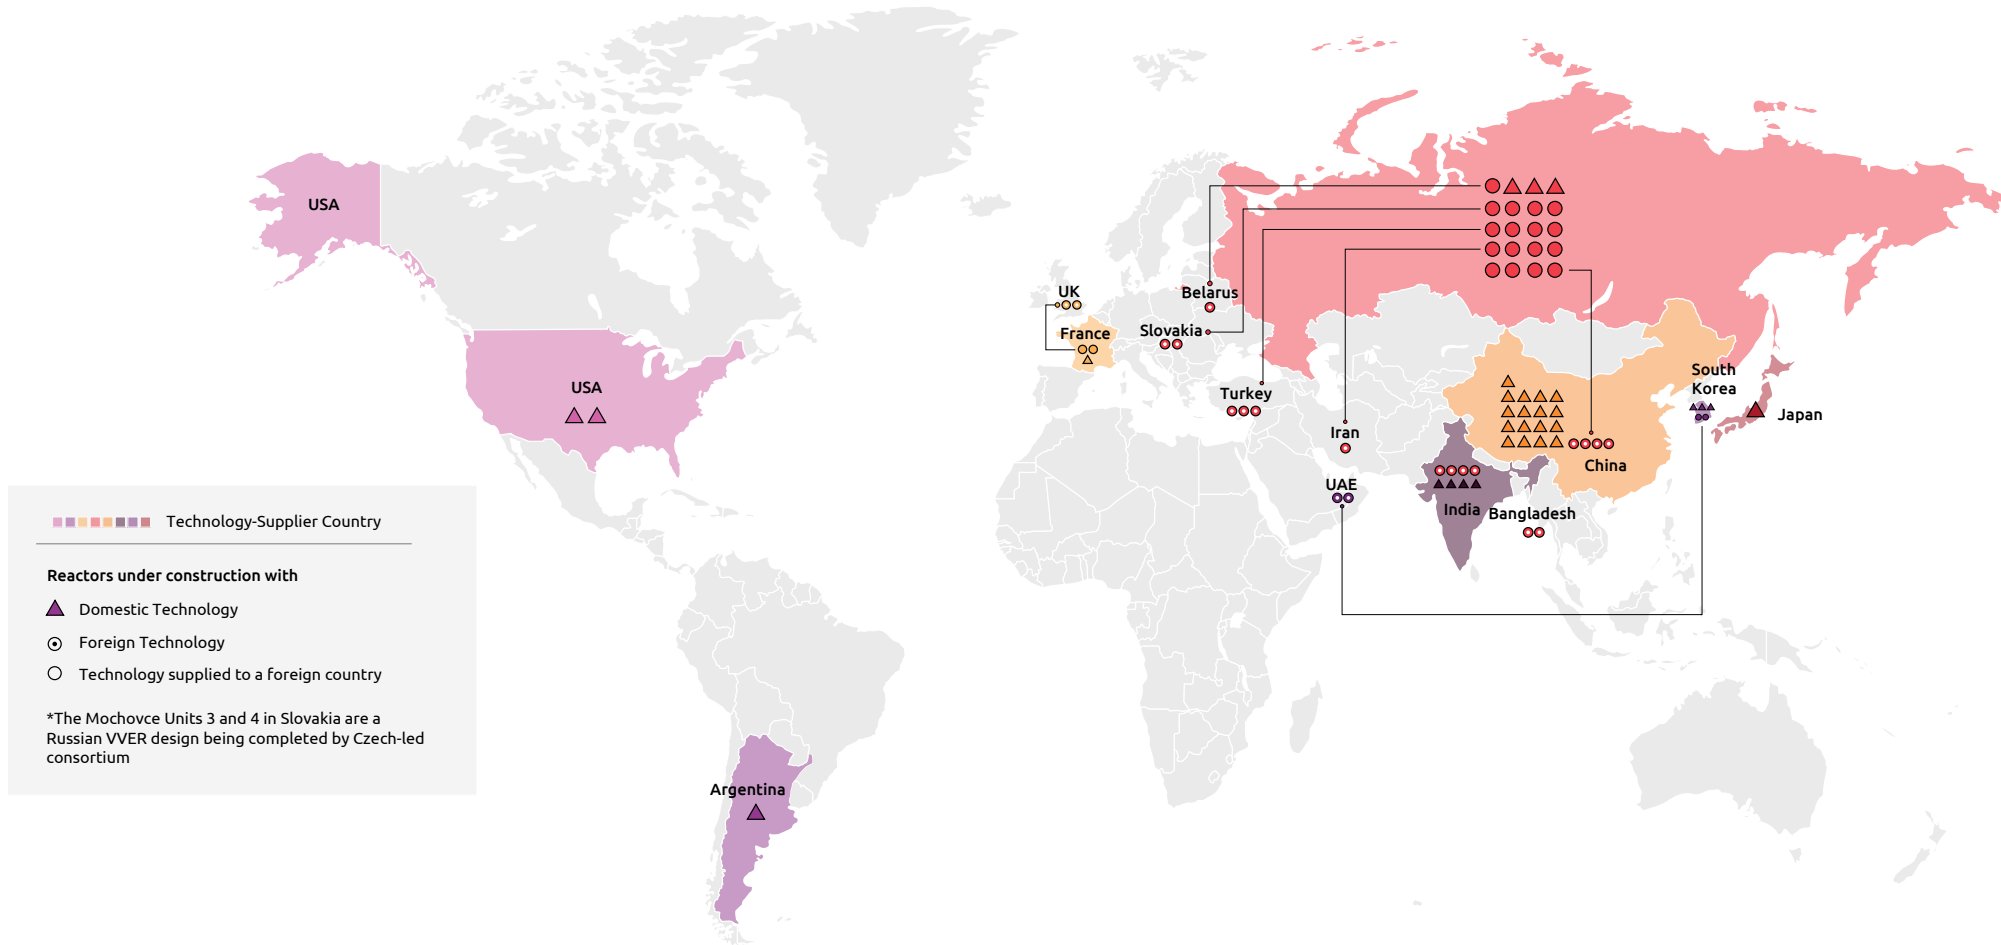 USA
USA
UK
France
Belarus
Slovakia
Turkey
Iran
UAE
India
Bangladesh
China
South
Korea
Japan
Argentina
Technology-Supplier Country
Reactors under construction with
Domestic Technology
Foreign Technology
Technology supplied to a foreign country
*The Mochovce Units 3 and 4 in Slovakia are a
Russian VVER design being completed by Czech-led
consortium